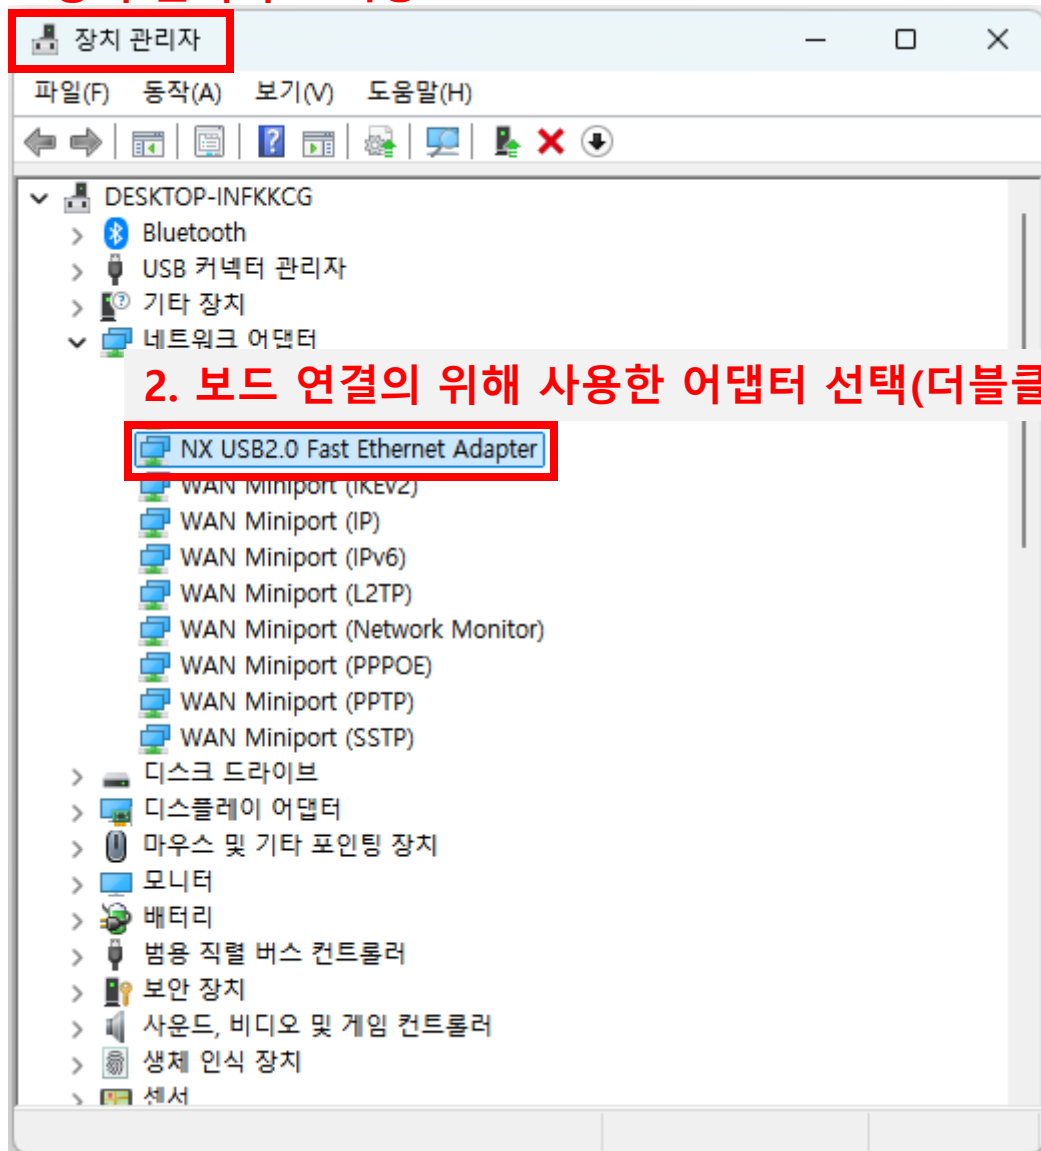 장치 관리자
파일(F) 동작(A) 보기(V) 도움말(H)
DESKTOP-INFKKCG
Bluetooth
USB 커넥터 관리자
기타 장치
네트워크 어댑터
2. 보드 연결의 위해 사용한 어댑터 선택(더블클
NX USB2.0 Fast Ethernet Adapter
WAN Miniport (IKEv2)
WAN Miniport (IP)
WAN Miniport (IPv6)
WAN Miniport (L2TP)
WAN Miniport (Network Monitor)
WAN Miniport (PPPOE)
WAN Miniport (PPTP)
WAN Miniport (SSTP)
디스크 드라이브
디스플레이 어댑터
마우스 및 기타 포인팅 장치
모니터
배터리
범용 직렬 버스 컨트롤러
보안 장치
사운드, 비디오 및 게임 컨트롤러
생체 인식 장치
센서